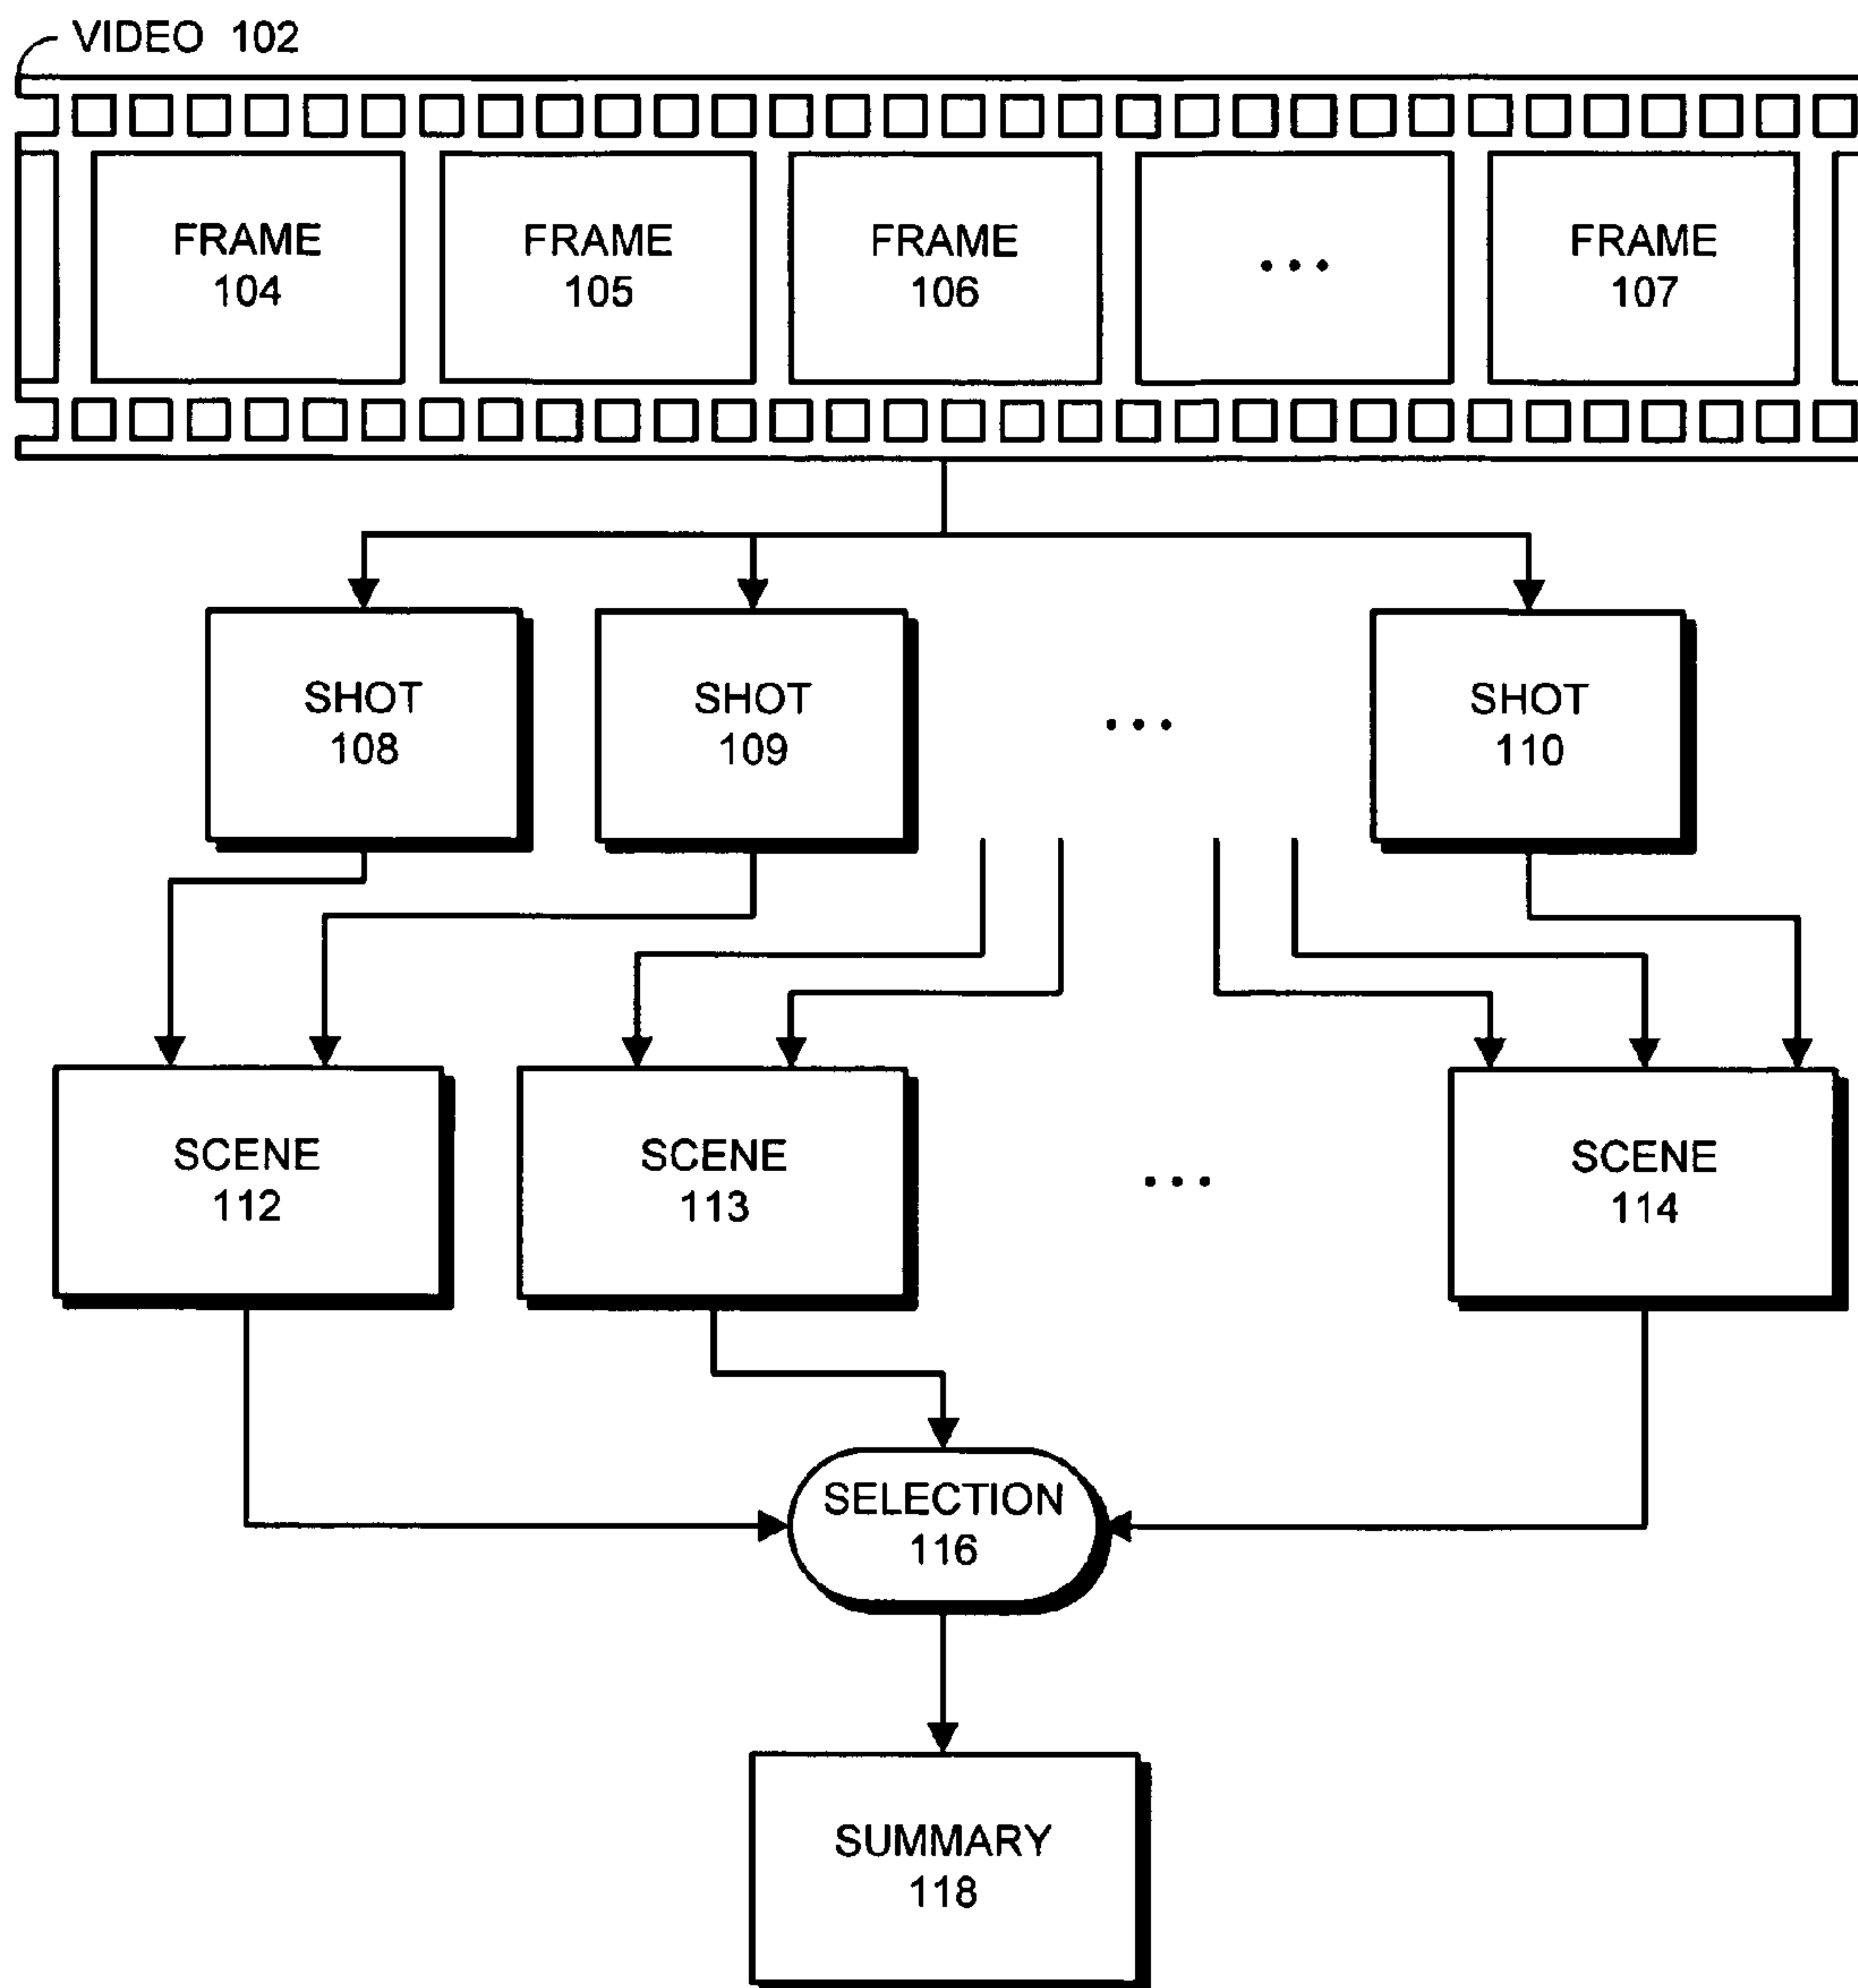 VIDEO 102
FRAME
104
FRAME
105
FRAME
106
...
FRAME
107
SHOT
108
SHOT
109
...
SHOT
110
SCENE
112
SCENE
113
...
SCENE
114
SELECTION
116
SUMMARY
118